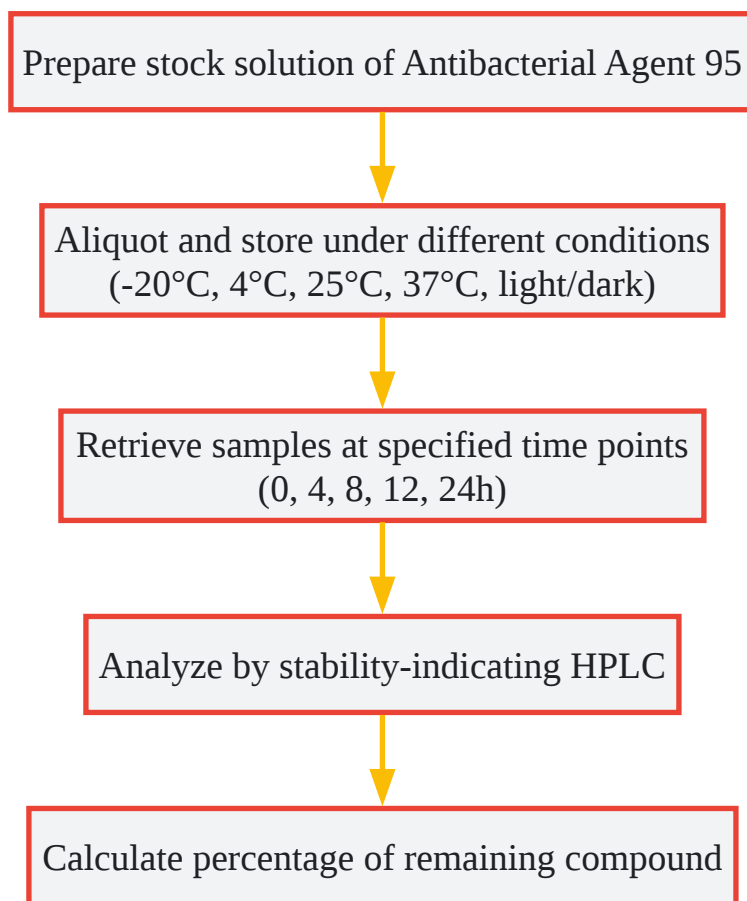 Prepare stock solution of Antibacterial Agent 95
Aliquot and store under different conditions
(-20°C, 4°C, 25°C, 37°C, light/dark)
Retrieve samples at specified time points
(0, 4, 8, 12, 24h)
Analyze by stability-indicating HPLC
Calculate percentage of remaining compound